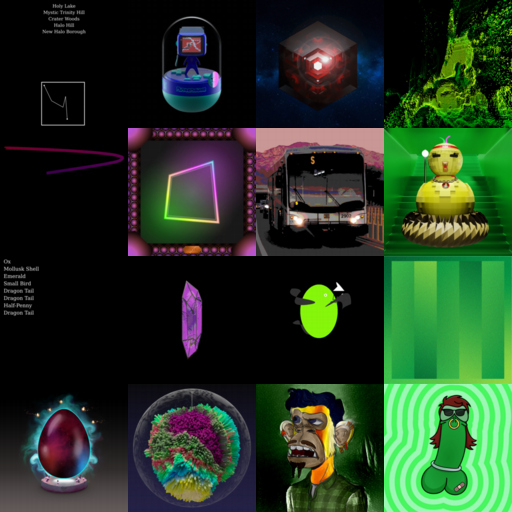 Holy Lake
Mystic Trinity Hill
Crater Woods
Halo Hill
New Halo Borough
S
Ox
Mollusk Shell
Emerald
Small Bird
Dragon Tail
Dragon Tail
Half-Penny
Dragon Tail